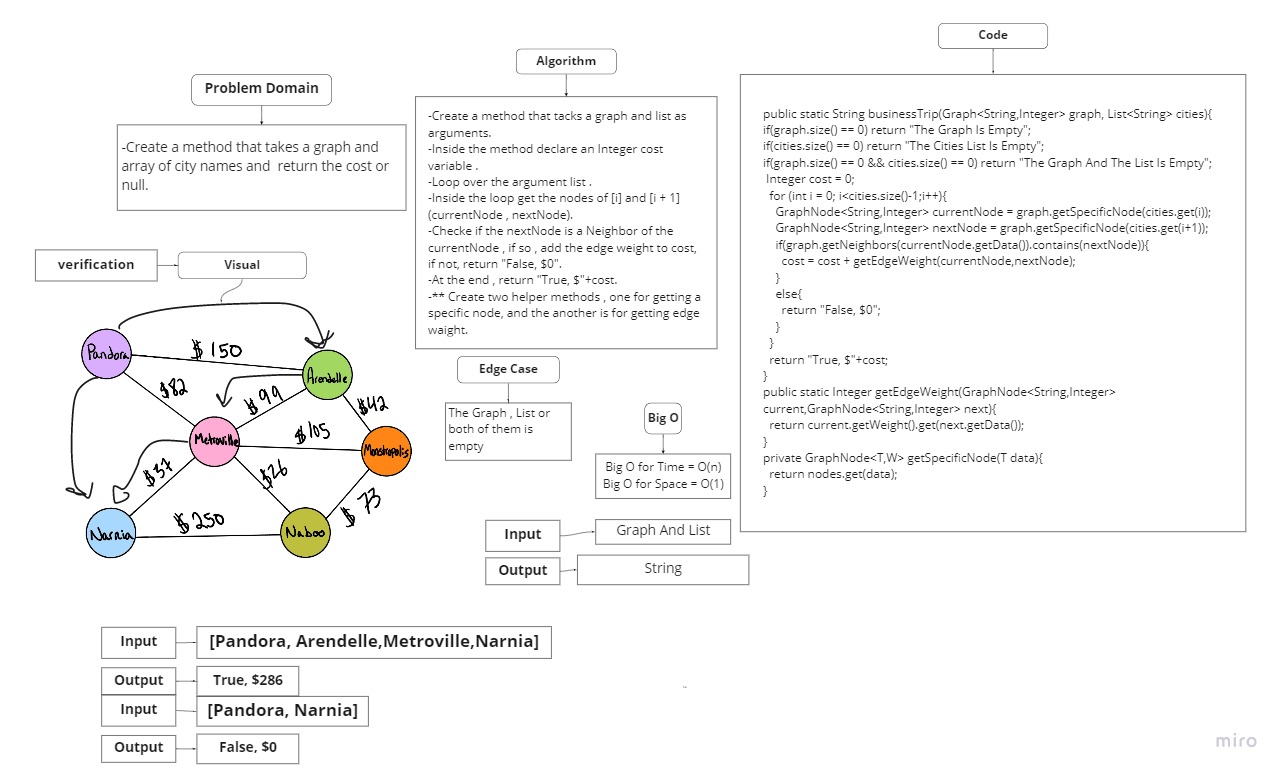 Code
Algorithm
Problem Domain
-Create a method that takes a graph and
array of city names and  return the cost or
null.
-Create a method that tacks a graph and list as
arguments.
-Inside the method declare an Integer cost
variable .
-Loop over the argument list .
-Inside the loop get the nodes of [i] and [i + 1]
(currentNode , nextNode).
-Checke if the nextNode is a Neighbor of the
currentNode , if so , add the edge weight to cost,
if not, return "False, $0".
-At the end , return "True, $"+cost.
-** Create two helper methods , one for getting a
specific node, and the another is for getting edge
waight.
public static String businessTrip(Graph<String,Integer> graph, List<String> cities){
if(graph.size() == 0) return "The Graph Is Empty";
if(cities.size() == 0) return "The Cities List Is Empty";
if(graph.size() == 0 && cities.size() == 0) return "The Graph And The List Is Empty";
Integer cost = 0;
for (int i = 0; i<cities.size()-1;i++){
GraphNode<String,Integer> currentNode = graph.getSpecificNode(cities.get(i));
GraphNode<String,Integer> nextNode = graph.getSpecificNode(cities.get(i+1));
if(graph.getNeighbors(currentNode.getData()).contains(nextNode)){
cost = cost + getEdgeWeight(currentNode,nextNode);
}
else{
return "False, $0";
}
}
return "True, $"+cost;
}
public static Integer getEdgeWeight(GraphNode<String,Integer>
current,GraphNode<String,Integer> next){
return current.getWeight().get(next.getData());
}
private GraphNode<T,W> getSpecificNode(T data){
return nodes.get(data);
}
verification
Visual
Pandora
$150
Arendelle
$82
$99
$42
Metroville
$105
Monstropolis
$37
$26
$73
Narnia
$250
Naboo
Edge Case
The Graph , List or
both of them is
empty
Big O
Big O for Time = O(n)
Big O for Space = O(1)
Input
Graph And List
Output
String
Input
[Pandora, Arendelle,Metroville,Narnia]
Output
True, $286
Input
[Pandora, Narnia]
Output
False, $0
miro